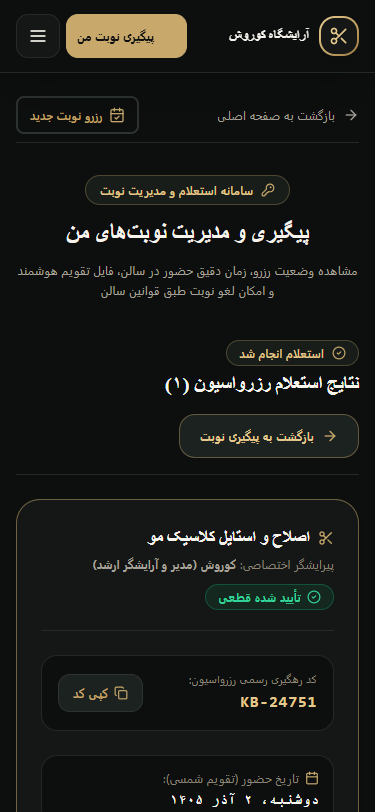 آرایشگاه کوروش
پیگیری نوبت من
بازگشت به صفحه اصلی
رزرو نوبت جدید
سامانه استعلام و مدیریت نوبت
پیگیری و مدیریت نوبت‌های من
مشاهده وضعیت رزرو، زمان دقیق حضور در سالن، فایل تقویم هوشمند
و امکان لغو نوبت طبق قوانین سالن
استعلام انجام شد
نتایج استعلام رزرواسیون (۱)
بازگشت به پیگیری نوبت
اصلاح و استایل کلاسیک مو
پیرایشگر اختصاصی: کوروش (مدیر و آرایشگر ارشد)
تأیید شده قطعی
کد رهگیری رسمی رزرواسیون:
KB-24751
کپی کد
تاریخ حضور (تقویم شمسی):
دوشنبه، ۲ آذر ۱۴۰۵